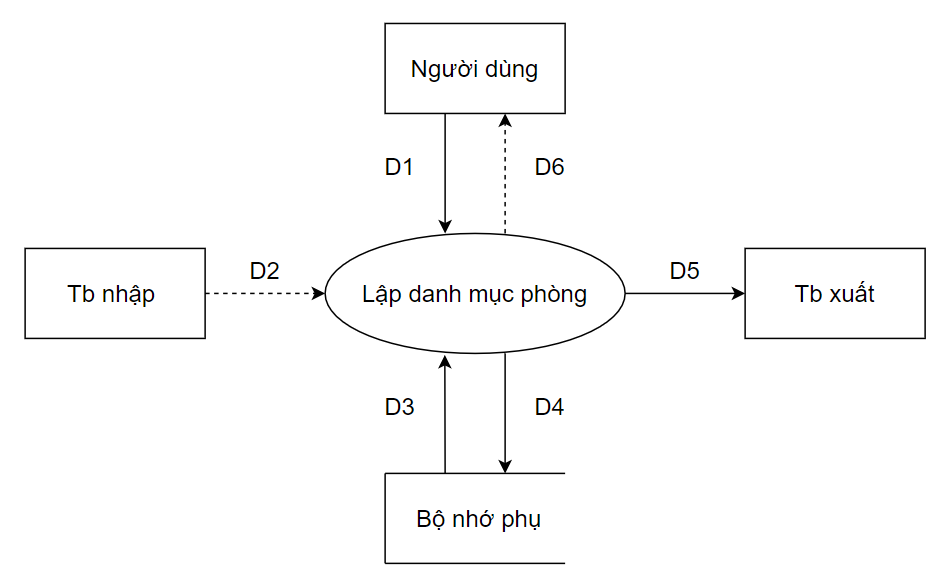 Người dùng
D1
D6
Tb nhập
D2
Lập danh mục phòng
D5
Tb xuất
D3
D4
Bộ nhớ phụ